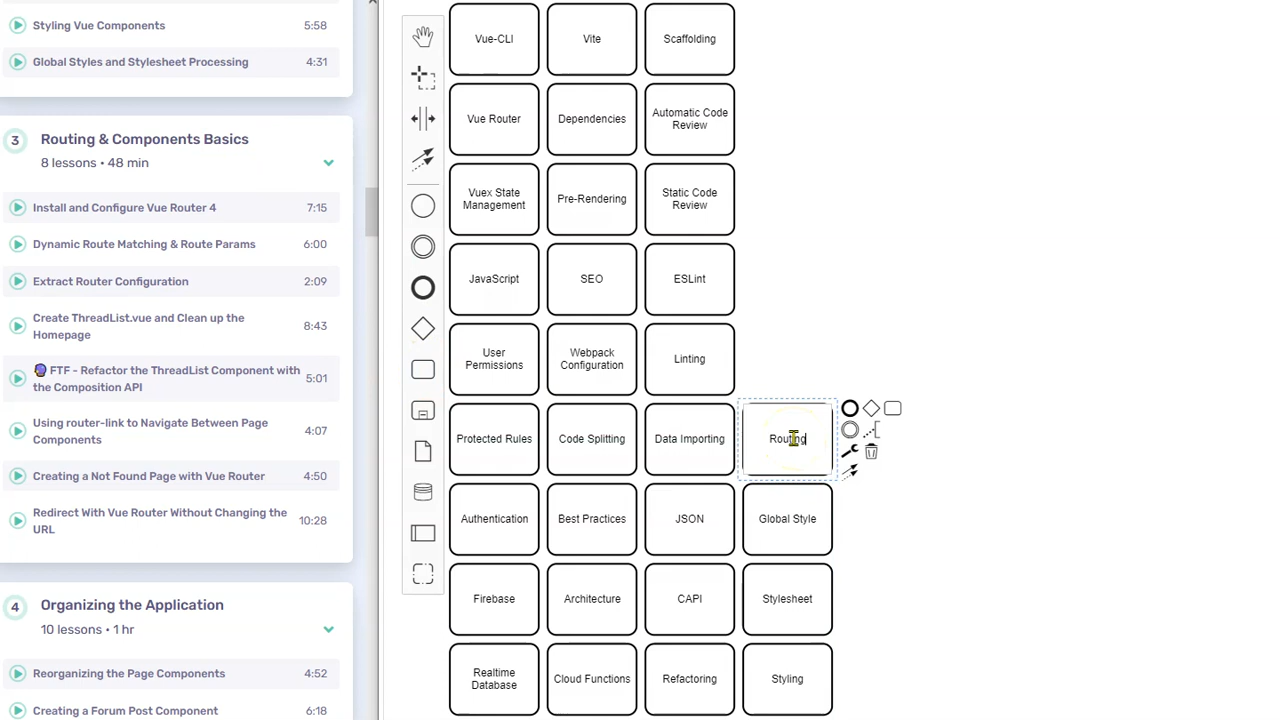 Styling Vue Components 5:58
Global Styles and Stylesheet Processing 4:31
3 Routing & Components Basics
8 lessons • 48 min
Install and Configure Vue Router 4 7:15
Dynamic Route Matching & Route Params 6:00
Extract Router Configuration 2:09
Create ThreadList.vue and Clean up the
Homepage
8:43
FTF - Refactor the ThreadList Component with
the Composition API
5:01
Using router-link to Navigate Between Page
Components
4:07
Creating a Not Found Page with Vue Router 4:50
Redirect With Vue Router Without Changing the
URL
10:28
4 Organizing the Application
10 lessons • 1 hr
Reorganizing the Page Components 4:52
Creating a Forum Post Component 6:18
Vue-CLI
Vite
Scaffolding
Vue Router
Dependencies
Automatic Code
Review
Vuex State
Management
Pre-Rendering
Static Code
Review
JavaScript
SEO
ESLint
User
Permissions
Webpack
Configuration
Linting
Protected Rules
Code Splitting
Data Importing
Routing
Authentication
Best Practices
JSON
Global Style
Firebase
Architecture
CAPI
Stylesheet
Realtime
Database
Cloud Functions
Refactoring
Styling